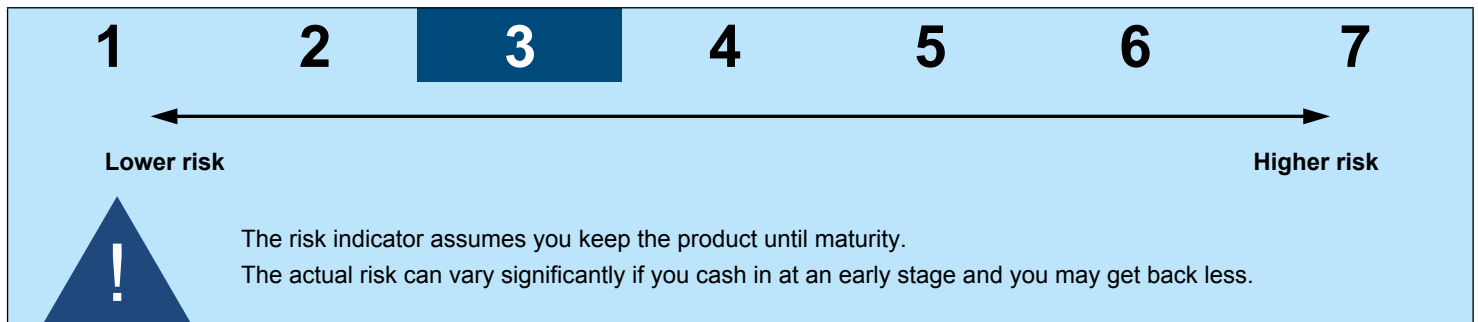 1 2 3 4 5 6 7
Lower risk Higher risk
! The risk indicator assumes you keep the product until maturity.
The actual risk can vary significantly if you cash in at an early stage and you may get back less.